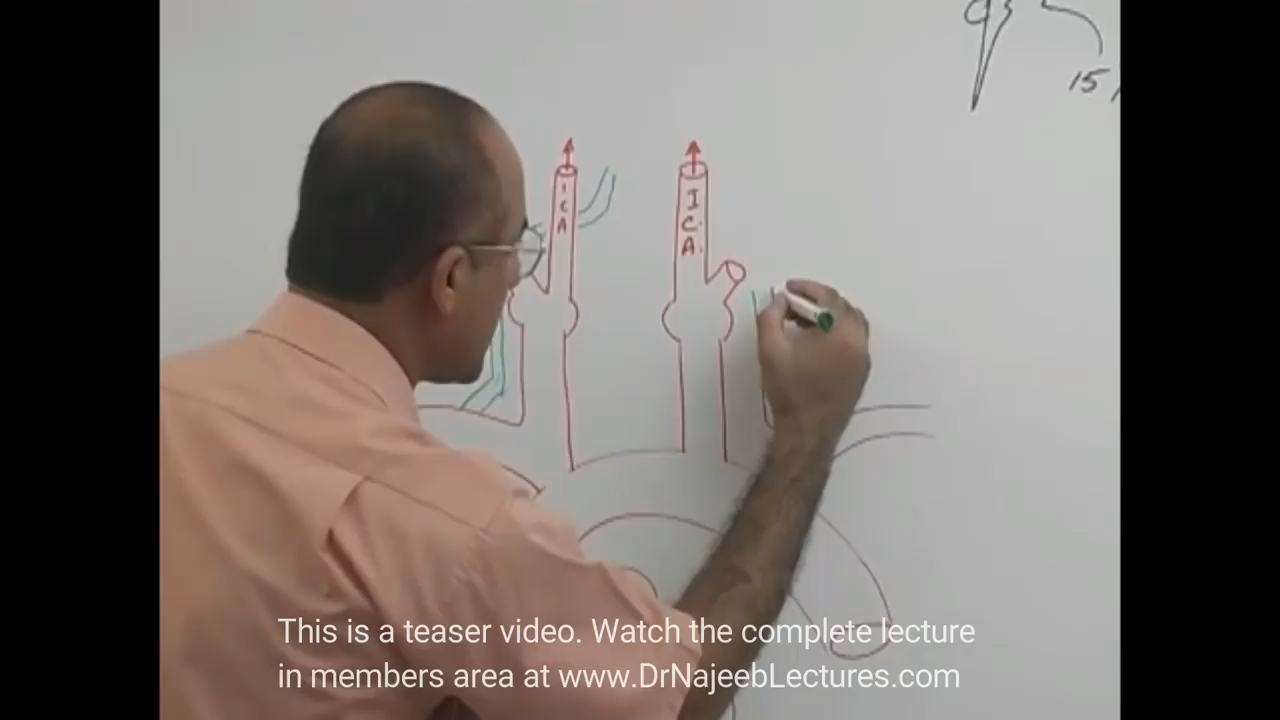 15
I
C
A
I.
C.
A.
This is a teaser video. Watch the complete lecture
in members area at www.DrNajeebLectures.com